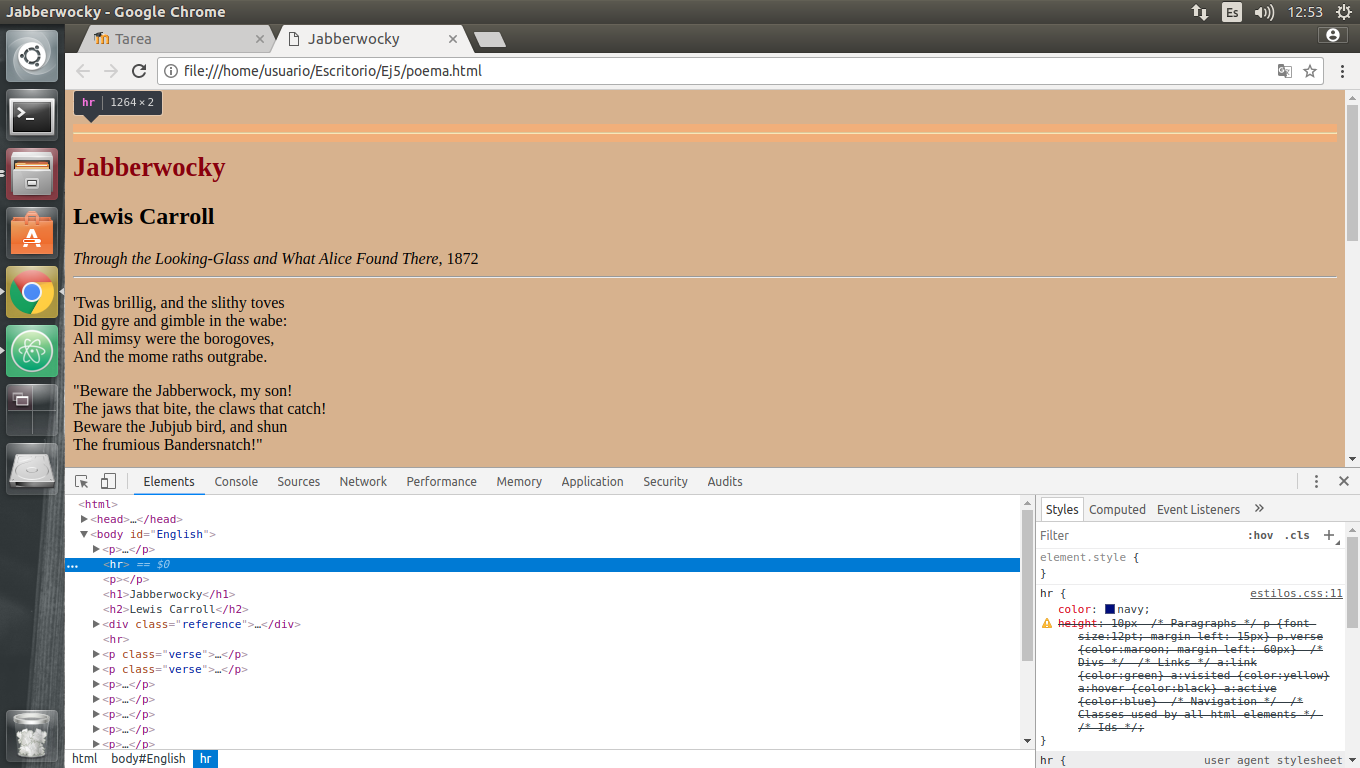 Jabberwocky - Google Chrome
Es
12:53
Tarea
Jabberwocky
file:///home/usuario/Escritorio/Ej5/poema.html
hr 1264 × 2
Jabberwocky
Lewis Carroll
Through the Looking-Glass and What Alice Found There, 1872
'Twas brillig, and the slithy toves
Did gyre and gimble in the wabe:
All mimsy were the borogoves,
And the mome raths outgrabe.
"Beware the Jabberwock, my son!
The jaws that bite, the claws that catch!
Beware the Jubjub bird, and shun
The frumious Bandersnatch!"
Elements Console Sources Network Performance Memory Application Security Audits
<html>
<head>…</head>
<body id="English">
<p>…</p>
<hr> == $0
<p></p>
<h1>Jabberwocky</h1>
<h2>Lewis Carroll</h2>
<div class="reference">…</div>
<hr>
<p class="verse">…</p>
<p class="verse">…</p>
<p>…</p>
<p>…</p>
<p>…</p>
<p>…</p>
<p>…</p>
html body#English hr
Styles Computed Event Listeners »
Filter :hov .cls +
element.style {
}
hr { estilos.css:11
color: navy;
height: 10px /* Paragraphs */ p {font-
size:12pt; margin-left: 15px} p.verse
{color:maroon; margin-left: 60px} /*
Divs */ /* Links */ a:link
{color:green} a:visited {color:yellow}
a:hover {color:black} a:active
{color:blue} /* Navigation */ /*
Classes used by all html elements */
/* Ids */;
}
hr { user agent stylesheet